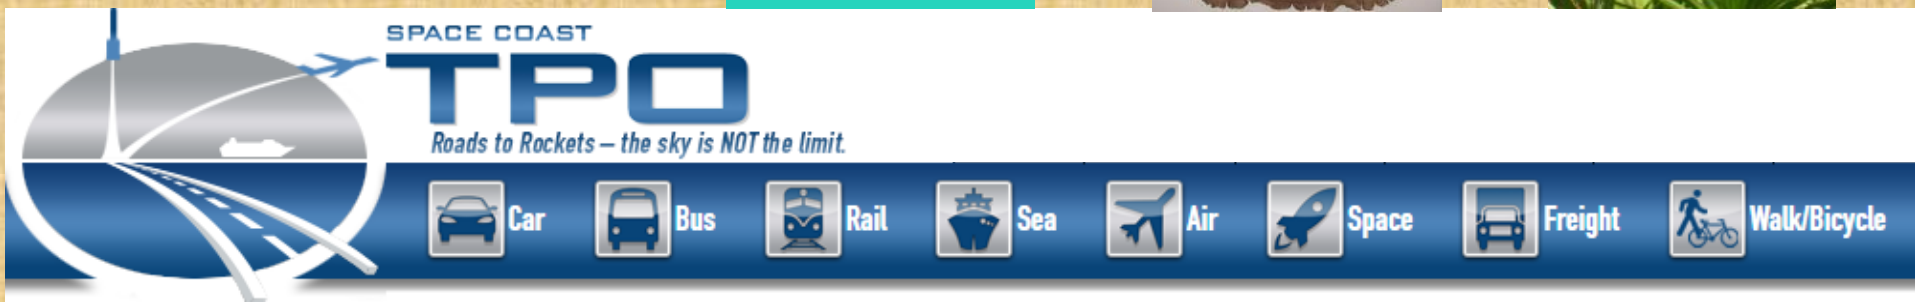 SPACE COAST
TPO
Roads to Rockets – the sky is NOT the limit.
Car Bus Rail Sea Air Space Freight Walk/Bicycle